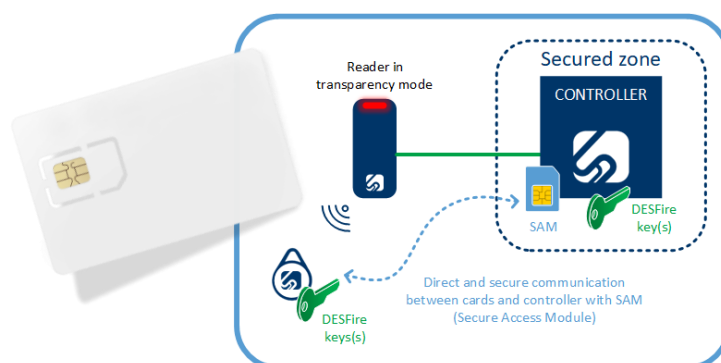 Secured zone
Reader in
transparency mode
CONTROLLER
SAM
DESFire
key(s)
Direct and secure communication
between cards and controller with SAM
(Secure Access Module)
DESFire
keys(s)